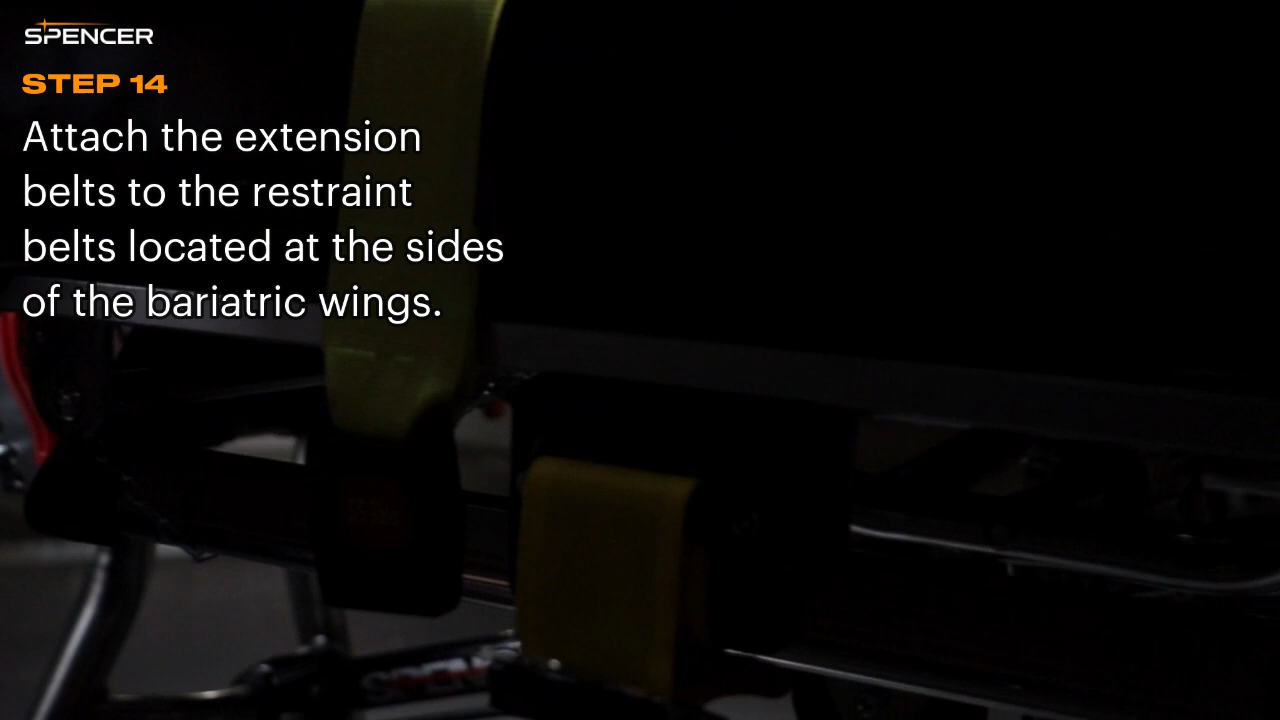 SPENCER
STEP 14
Attach the extension
belts to the restraint
belts located at the sides
of the bariatric wings.